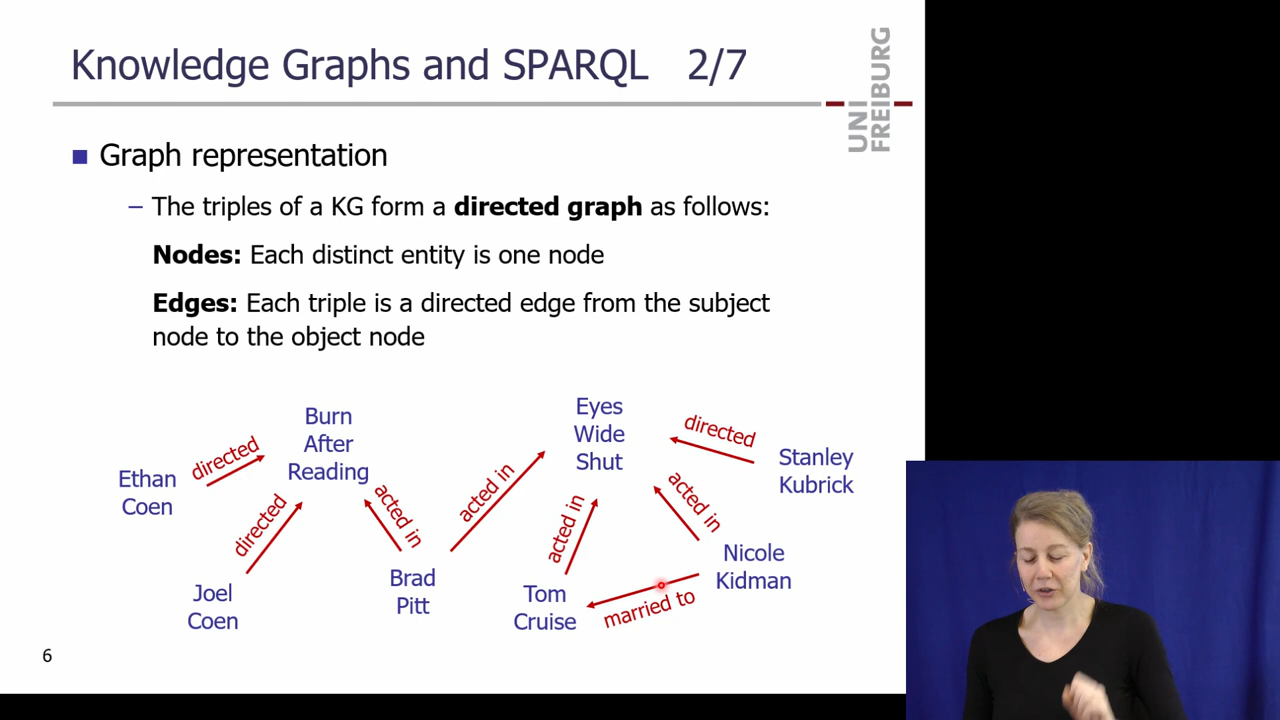 Knowledge Graphs and SPARQL 2/7
UNI
FREIBURG
■ Graph representation
– The triples of a KG form a directed graph as follows:
Nodes: Each distinct entity is one node
Edges: Each triple is a directed edge from the subject
node to the object node
Burn
After
Reading
Eyes
Wide
Shut
directed
directed
Ethan
Coen
Stanley
Kubrick
directed
acted in
acted in
acted in
acted in
Joel
Coen
Brad
Pitt
Tom
Cruise
Nicole
Kidman
married to
6